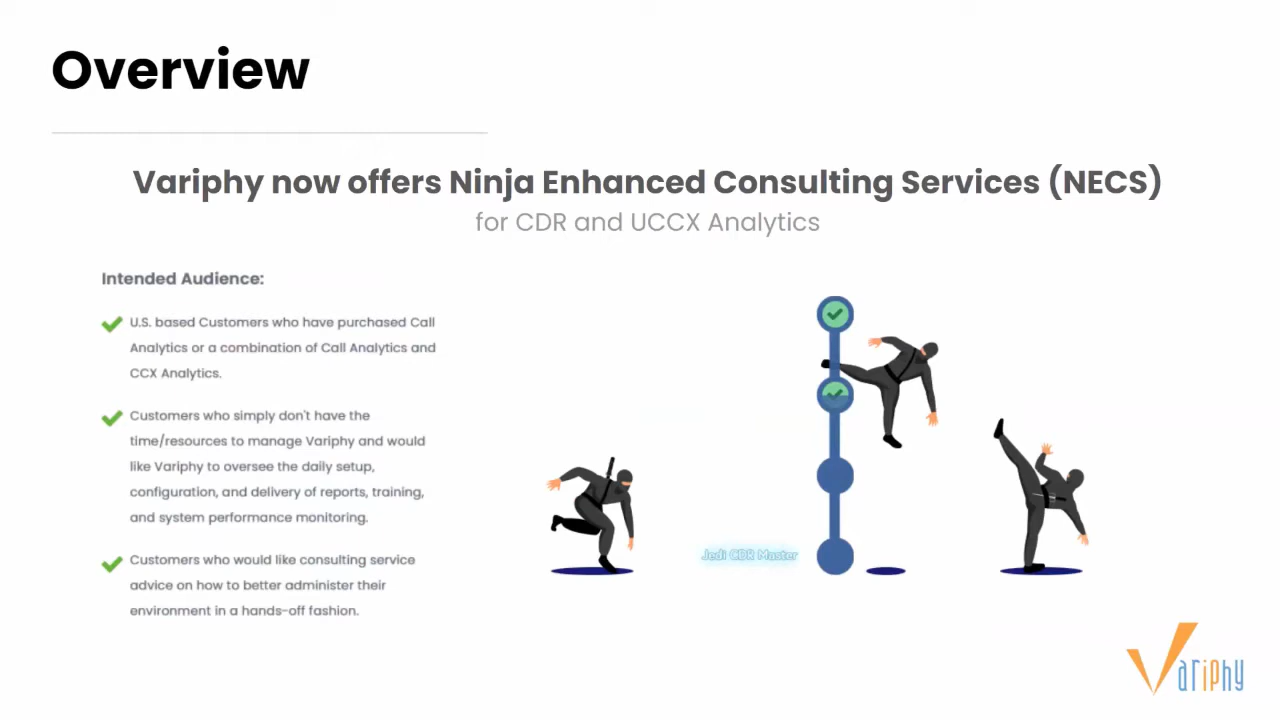 Overview
Variphy now offers Ninja Enhanced Consulting Services (NECS)
for CDR and UCCX Analytics
Intended Audience:
U.S. based Customers who have purchased Call
Analytics or a combination of Call Analytics and
CCX Analytics.
Customers who simply don't have the
time/resources to manage Variphy and would
like Variphy to oversee the daily setup,
configuration, and delivery of reports, training,
and system performance monitoring.
Customers who would like consulting service
advice on how to better administer their
environment in a hands-off fashion.
Jedi CDR Master
Variphy